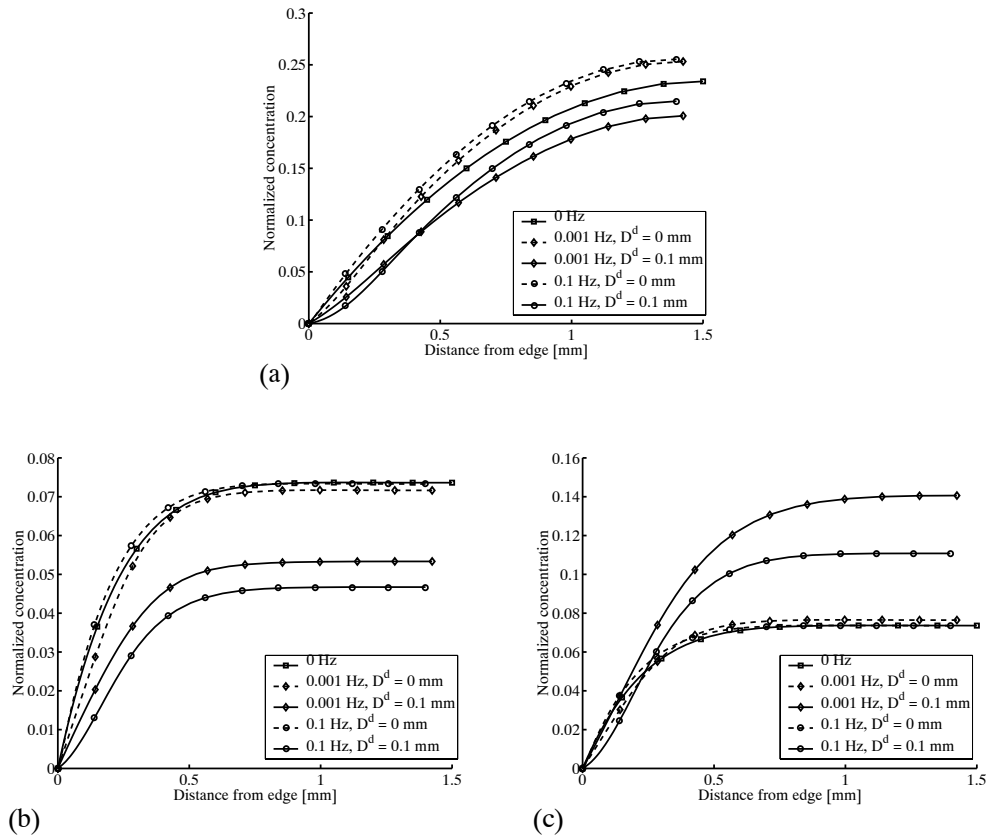 0.3
0.25
0.2
0.15
0.1
0.05
0
Normalized concentration
0 Hz
0.001 Hz, D^d = 0 mm
0.001 Hz, D^d = 0.1 mm
0.1 Hz, D^d = 0 mm
0.1 Hz, D^d = 0.1 mm
0 0.5 1 1.5
Distance from edge [mm]
(a)
0.08
0.07
0.06
0.05
0.04
0.03
0.02
0.01
0
Normalized concentration
0 Hz
0.001 Hz, D^d = 0 mm
0.001 Hz, D^d = 0.1 mm
0.1 Hz, D^d = 0 mm
0.1 Hz, D^d = 0.1 mm
0 0.5 1 1.5
Distance from edge [mm]
(b)
0.16
0.14
0.12
0.1
0.08
0.06
0.04
0.02
0
Normalized concentration
0 Hz
0.001 Hz, D^d = 0 mm
0.001 Hz, D^d = 0.1 mm
0.1 Hz, D^d = 0 mm
0.1 Hz, D^d = 0.1 mm
0 0.5 1 1.5
Distance from edge [mm]
(c)